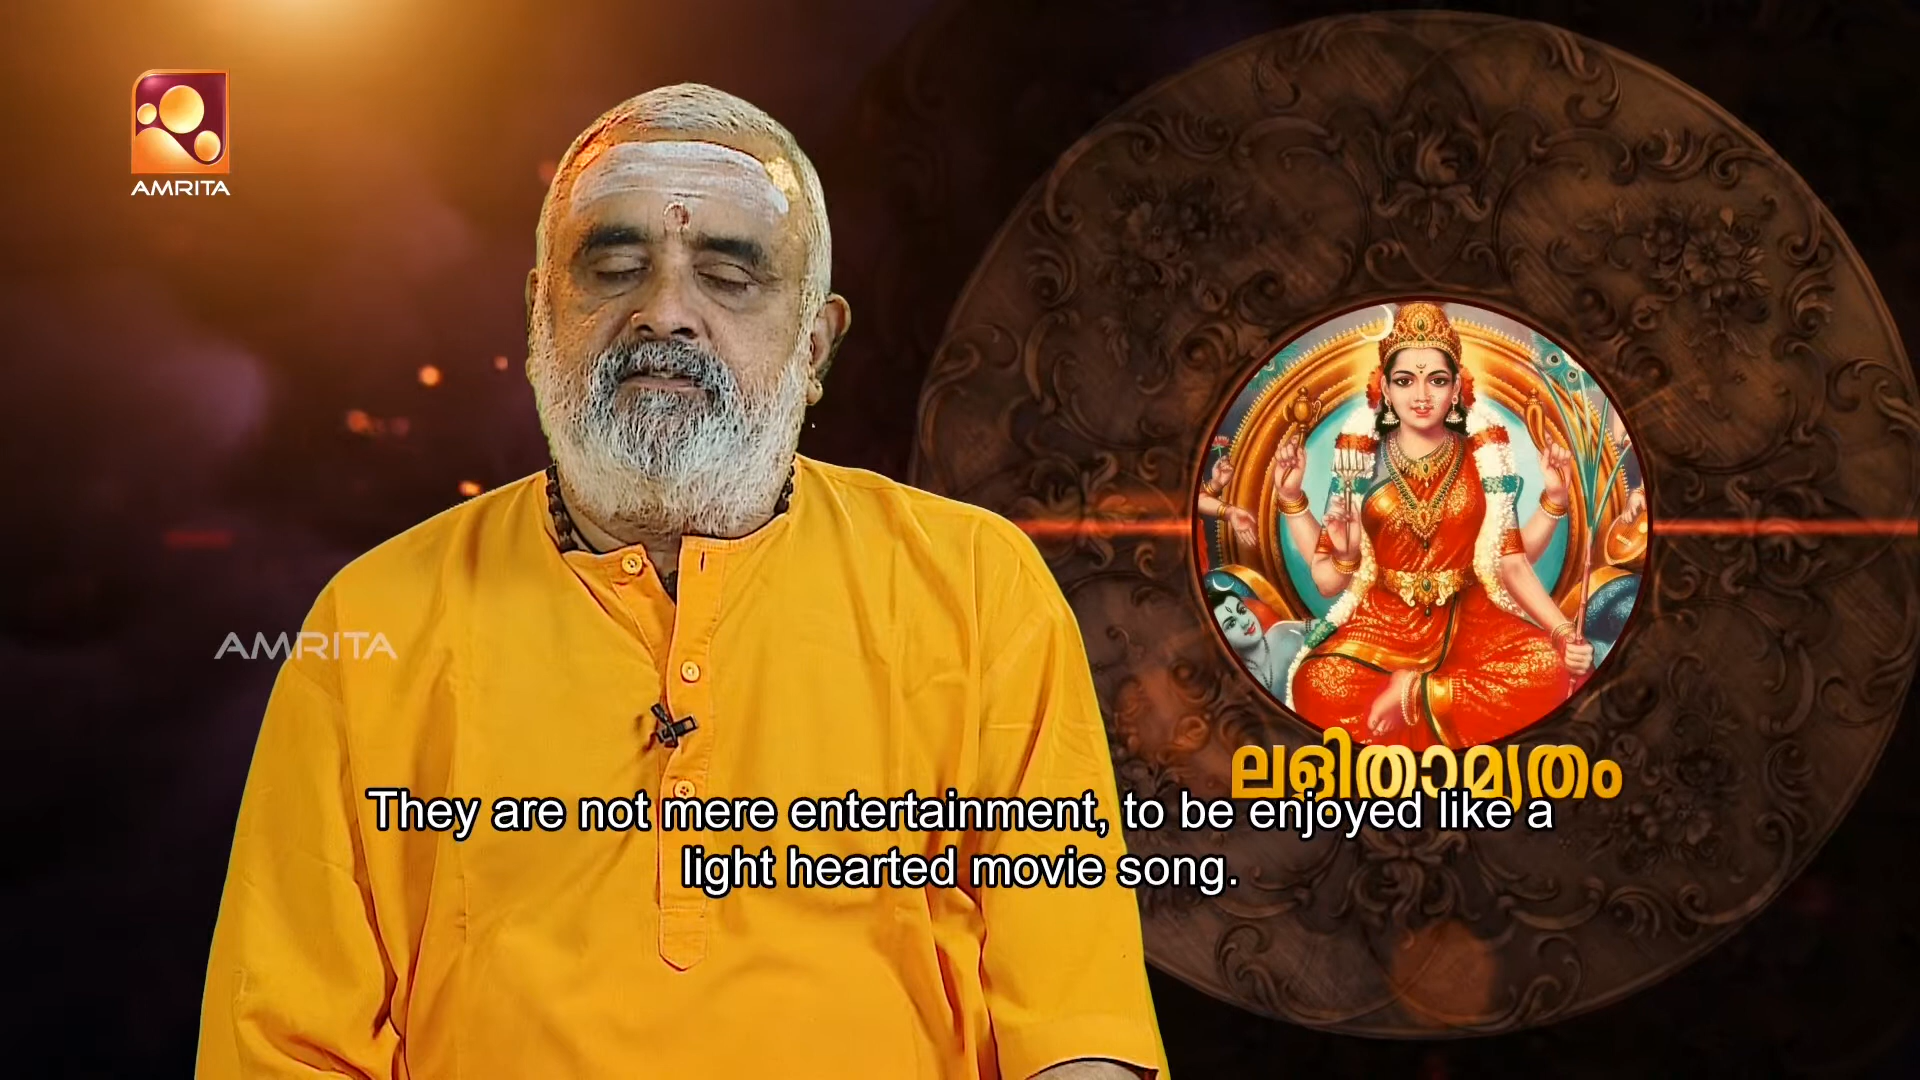 AMRITA
AMRITA
ലളിതാമൃതം
They are not mere entertainment, to be enjoyed like a
light hearted movie song.